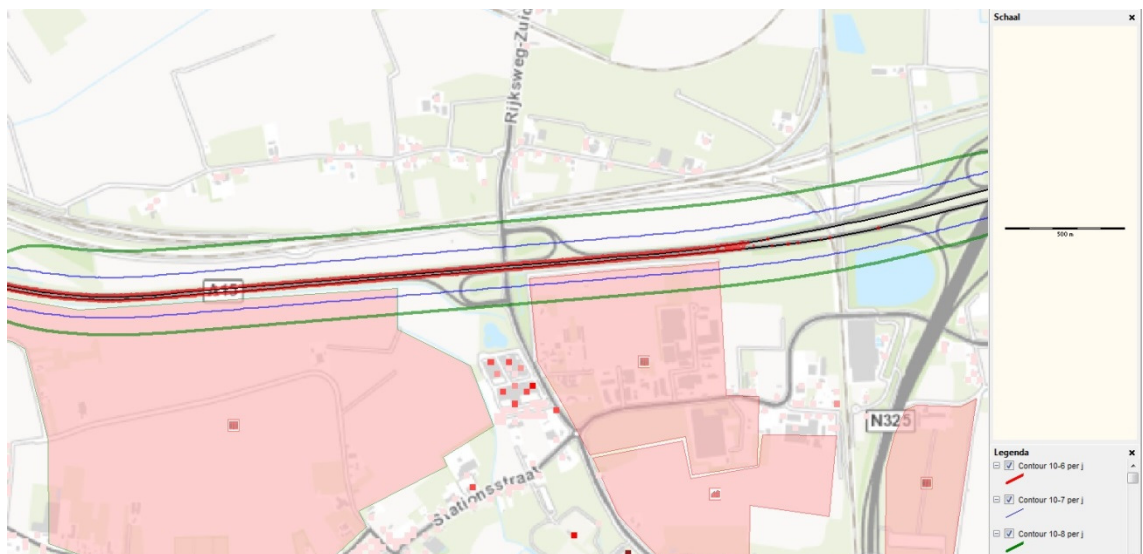 Rijksweg-Zuid
A15
N325
Stationsstraat
Schaal
500 m
Legenda
Contour 10-6 per j
Contour 10-7 per j
Contour 10-8 per j